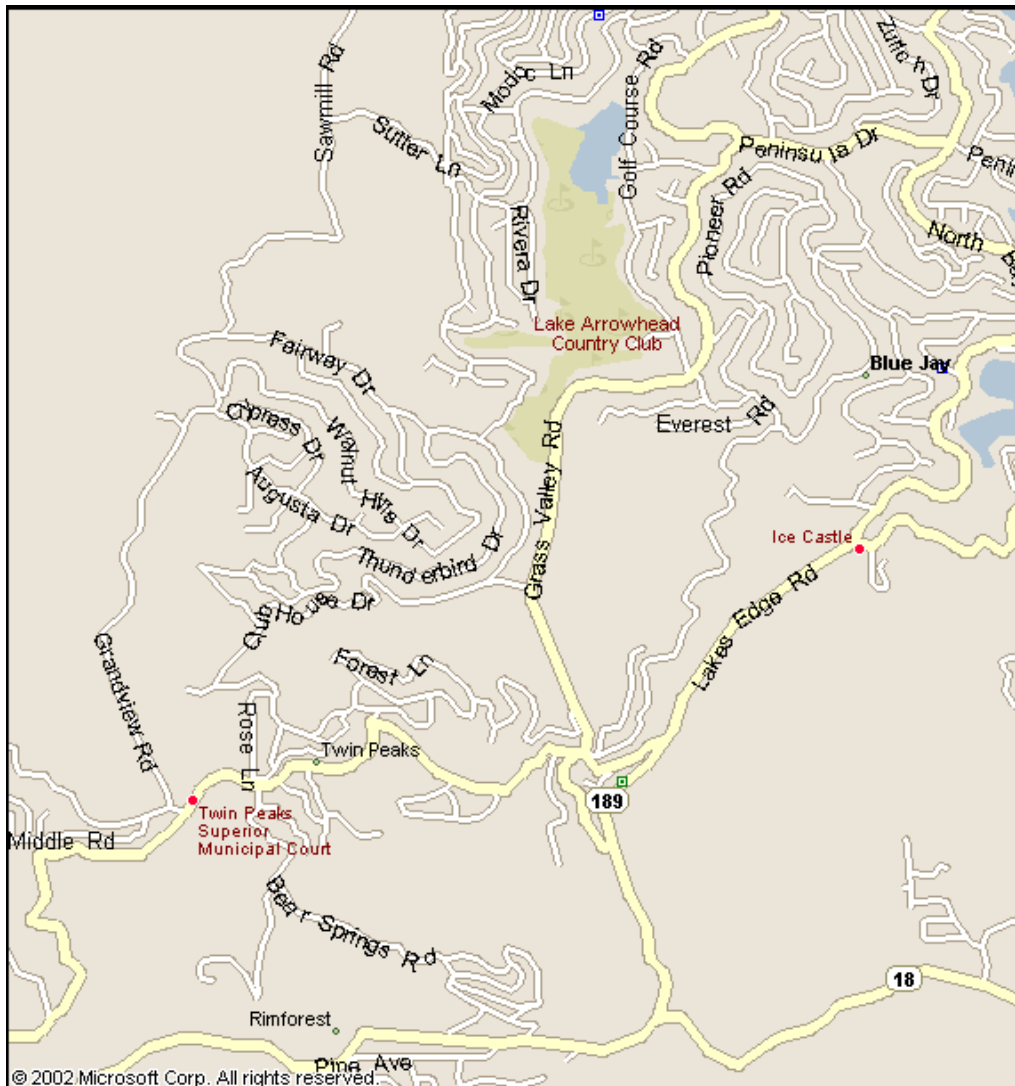 Sawmill Rd
Modoc Ln
Golf Course Rd
Sutter Ln
Peninsula Dr
Pioneer Rd
Rivera Dr
North Bay
Lake Arrowhead
Country Club
Fairway Dr
Blue Jay
Everest Rd
Cypress Dr
Walnut Hills Dr
Grass Valley Rd
Augusta Dr
Thunderbird Dr
Ice Castle
Club House Dr
Lakes Edge Rd
Grandview Rd
Forest Ln
Rose Ln
Twin Peaks
189
Twin Peaks
Superior
Municipal Court
Middle Rd
Bear Springs Rd
18
Rimforest
Pine Ave
© 2002 Microsoft Corp. All rights reserved.